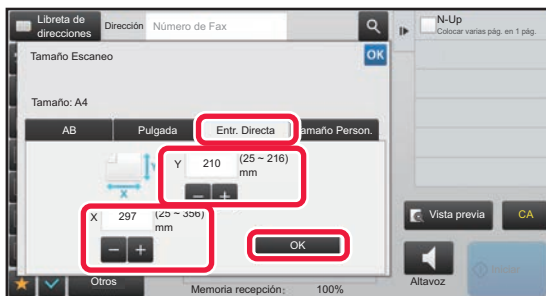 Libreta de direcciones
Dirección
Número de Fax
N-Up
Colocar varias pág. en 1 pág.
Tamaño Escaneo
OK
Tamaño: A4
AB
Pulgada
Entr. Directa
Tamaño Person.
Y
Y 210 (25 ~ 216) mm
X
X 297 (25 ~ 356) mm
OK
Vista previa
CA
Otros
Memoria recepción: 100%
Altavoz
Iniciar